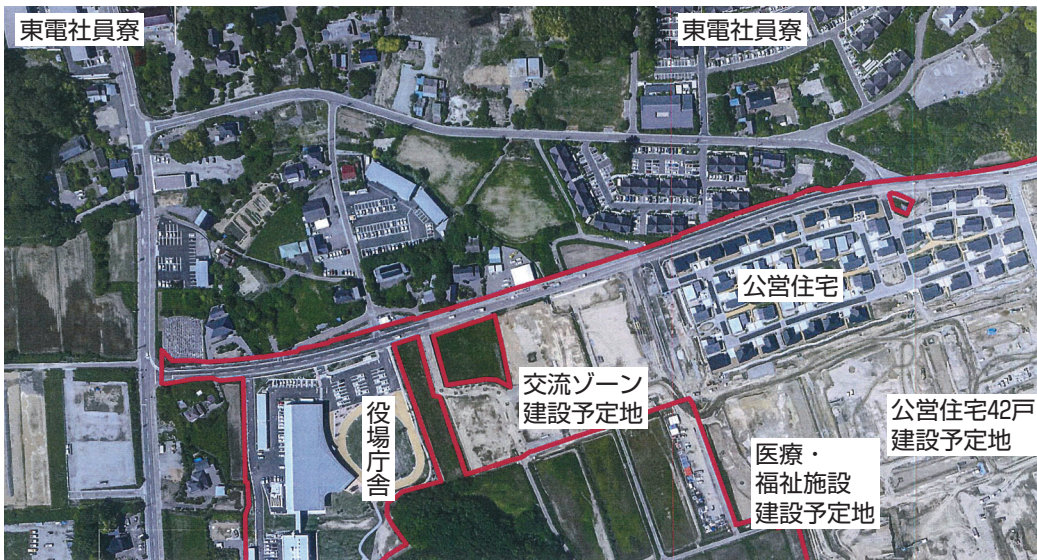 東電社員寮
東電社員寮
公営住宅
役場庁舎
交流ゾーン
建設予定地
公営住宅42戸
建設予定地
医療・
福祉施設
建設予定地